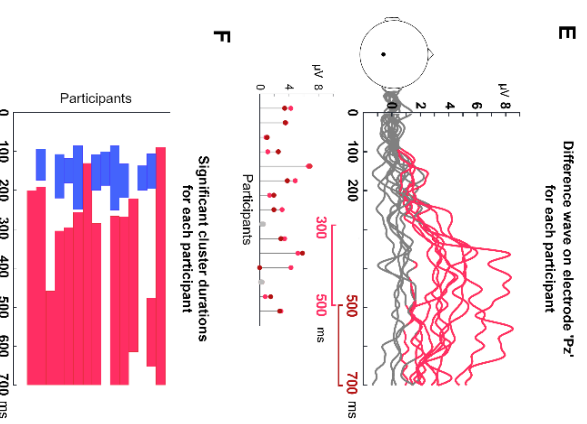 E
Difference wave on electrode 'Pz'
for each participant
µV
0 2 4 6 8
0
100
200
300
500
500
700 ms
ms
µV
0 4 8
Participants
F
Significant cluster durations
for each participant
Participants
0
100
200
300
400
500
600
700 ms